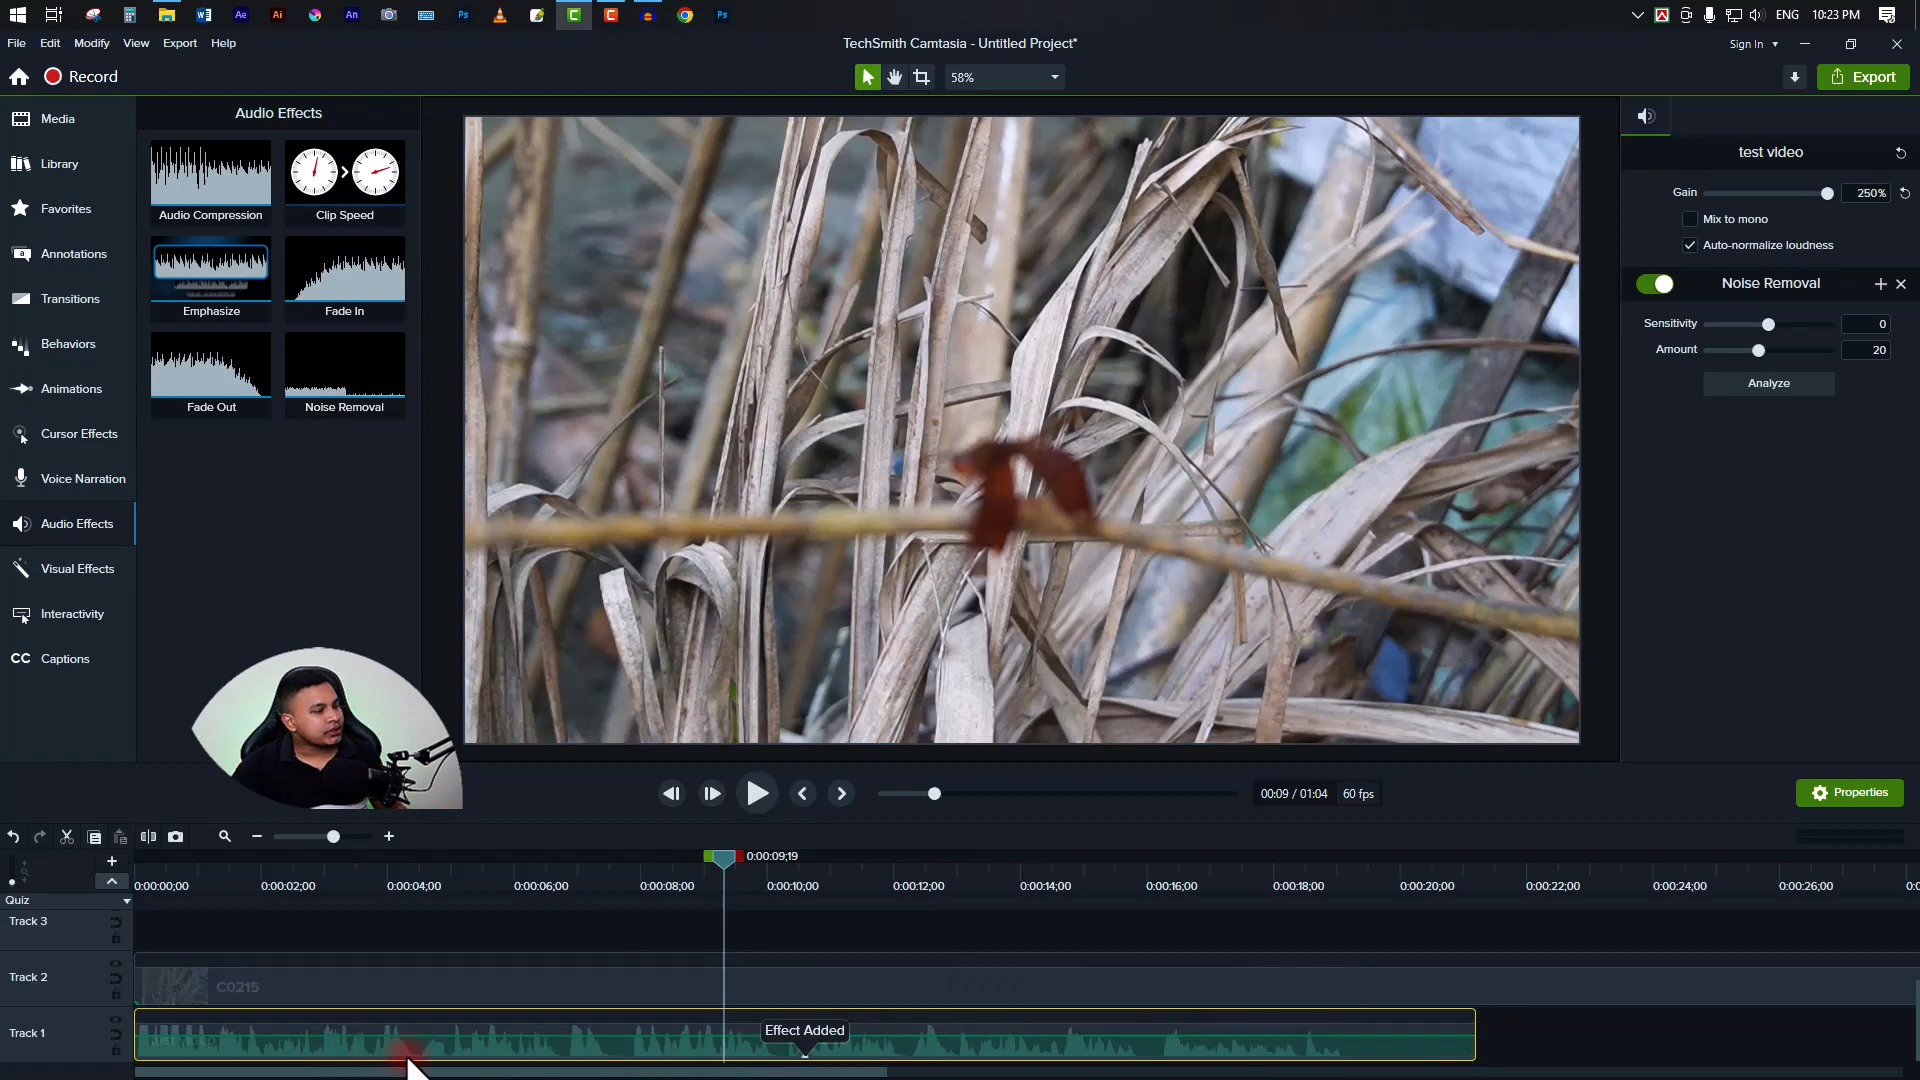 ENG
10:23 PM
File
Edit
Modify
View
Export
Help
TechSmith Camtasia - Untitled Project*
Sign In
Record
58%
Export
Media
Library
Favorites
Annotations
Transitions
Behaviors
Animations
Cursor Effects
Voice Narration
Audio Effects
Visual Effects
Interactivity
CC Captions
Audio Effects
Audio Compression
Clip Speed
Emphasize
Fade In
Fade Out
Noise Removal
test video
Gain
250%
Mix to mono
Auto-normalize loudness
Noise Removal
Sensitivity
0
Amount
20
Analyze
00:09 / 01:04
60 fps
Properties
0:00:09;19
0:00:00;00
0:00:02;00
0:00:04;00
0:00:06;00
0:00:08;00
0:00:10;00
0:00:12;00
0:00:14;00
0:00:16;00
0:00:18;00
0:00:20;00
0:00:22;00
0:00:24;00
0:00:26;00
Quiz
Track 3
Track 2
C0215
Track 1
Effect Added